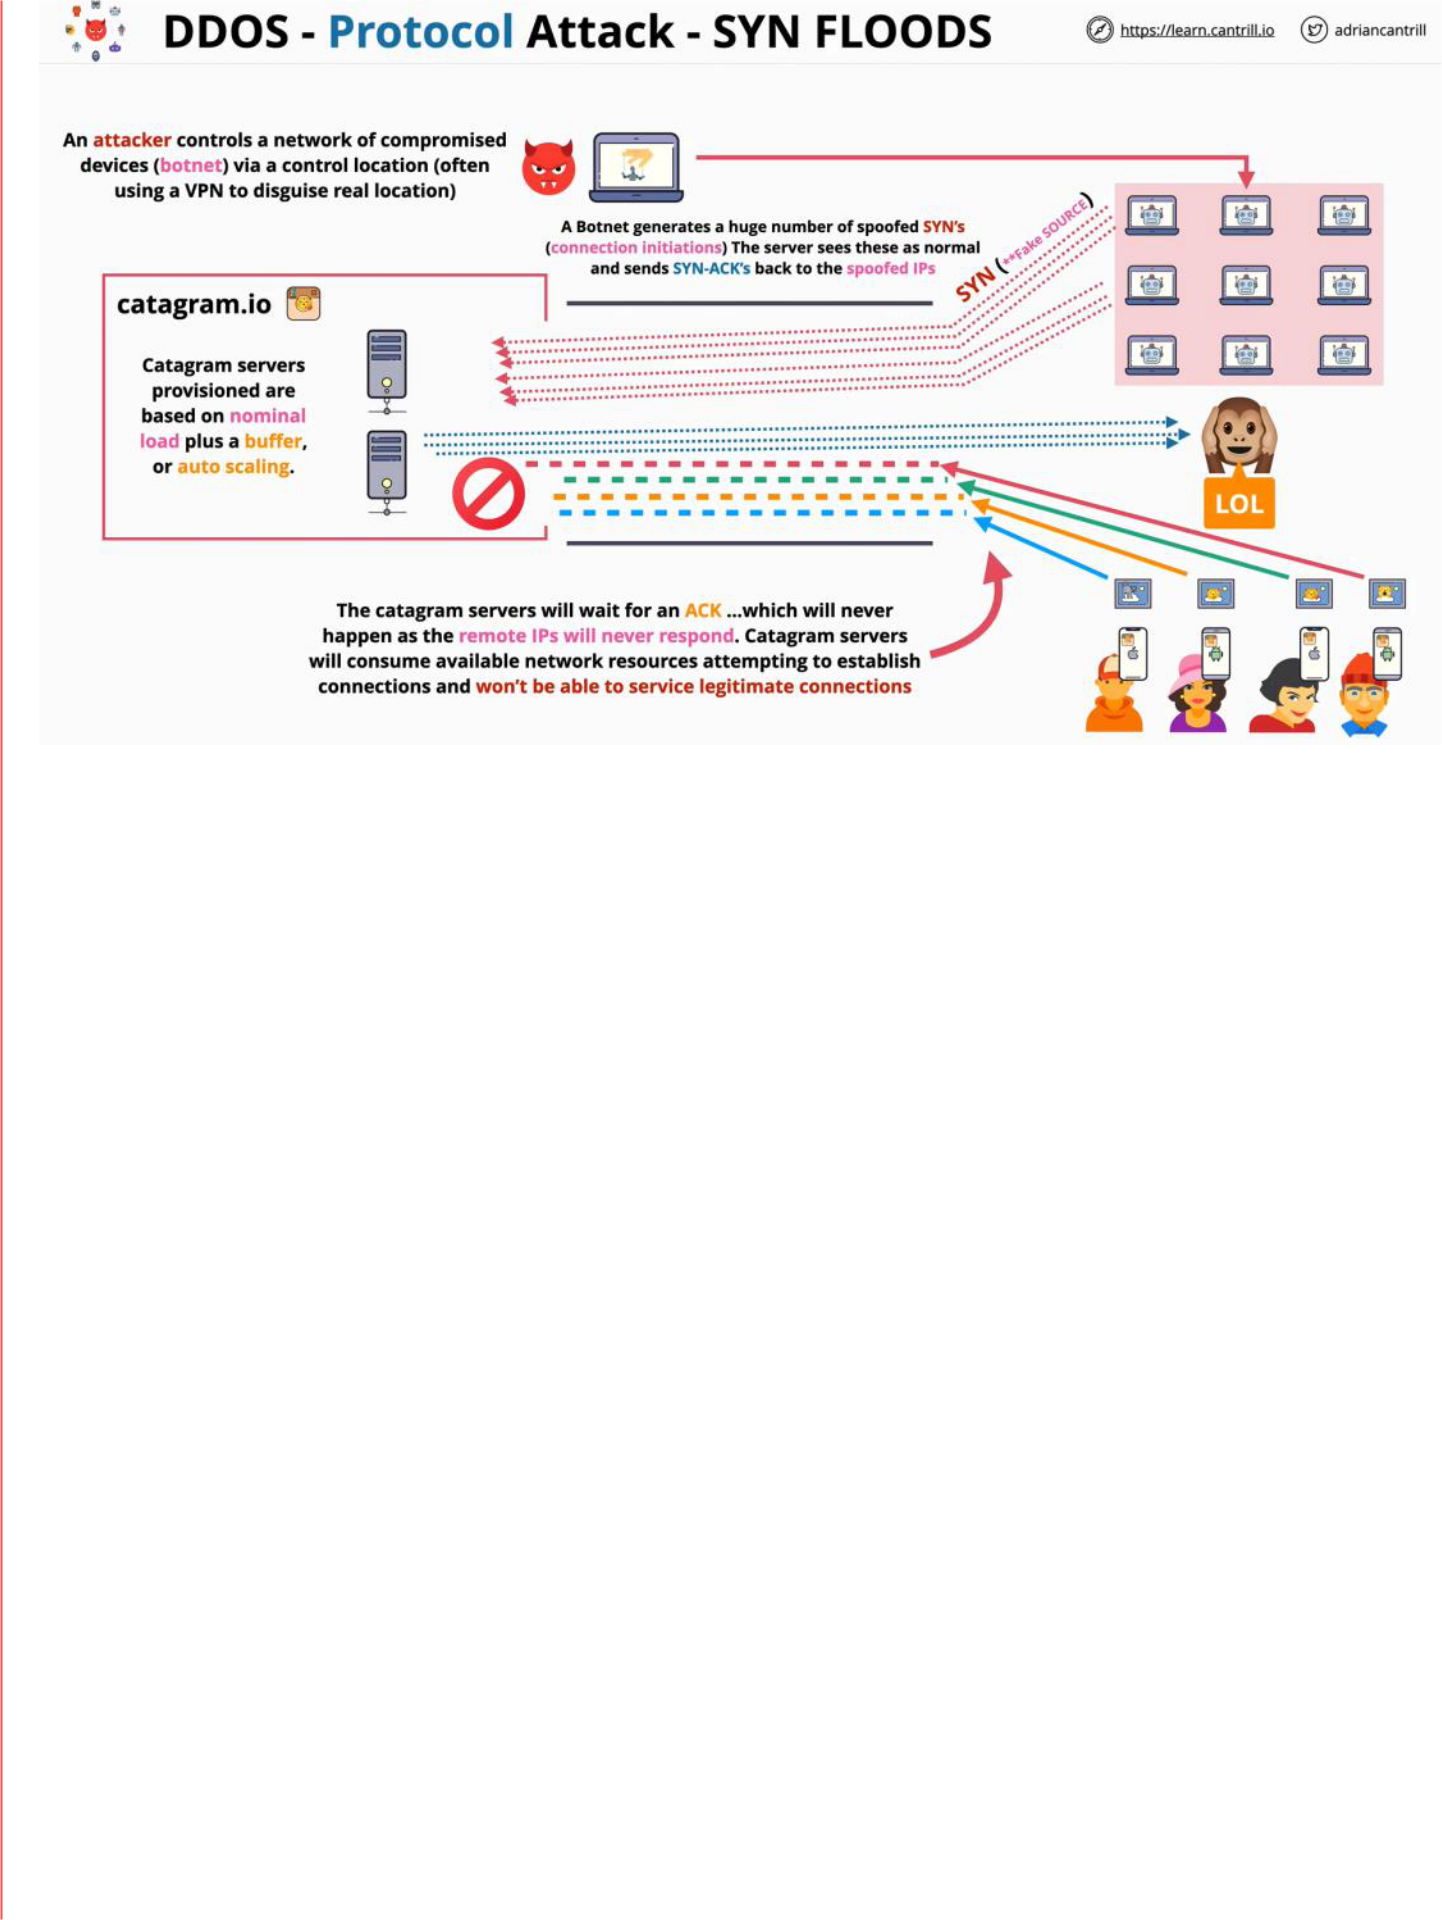 DDOS - Protocol Attack - SYN FLOODS
https://learn.cantrill.io
adriancantrill
An attacker controls a network of compromised
devices (botnet) via a control location (often
using a VPN to disguise real location)
A Botnet generates a huge number of spoofed SYN's
(connection initiations) The server sees these as normal
and sends SYN-ACK's back to the spoofed IPs
SYN (**Fake SOURCE)
catagram.io
Catagram servers
provisioned are
based on nominal
load plus a buffer,
or auto scaling.
LOL
The catagram servers will wait for an ACK ...which will never
happen as the remote IPs will never respond. Catagram servers
will consume available network resources attempting to establish
connections and won't be able to service legitimate connections